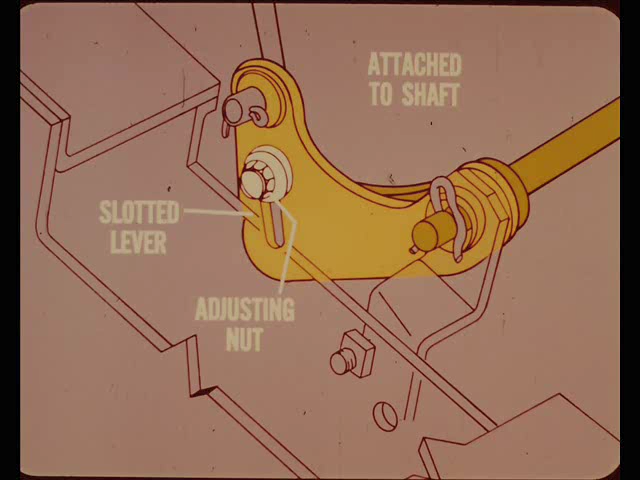 ATTACHED
TO SHAFT
SLOTTED
LEVER
ADJUSTING
NUT